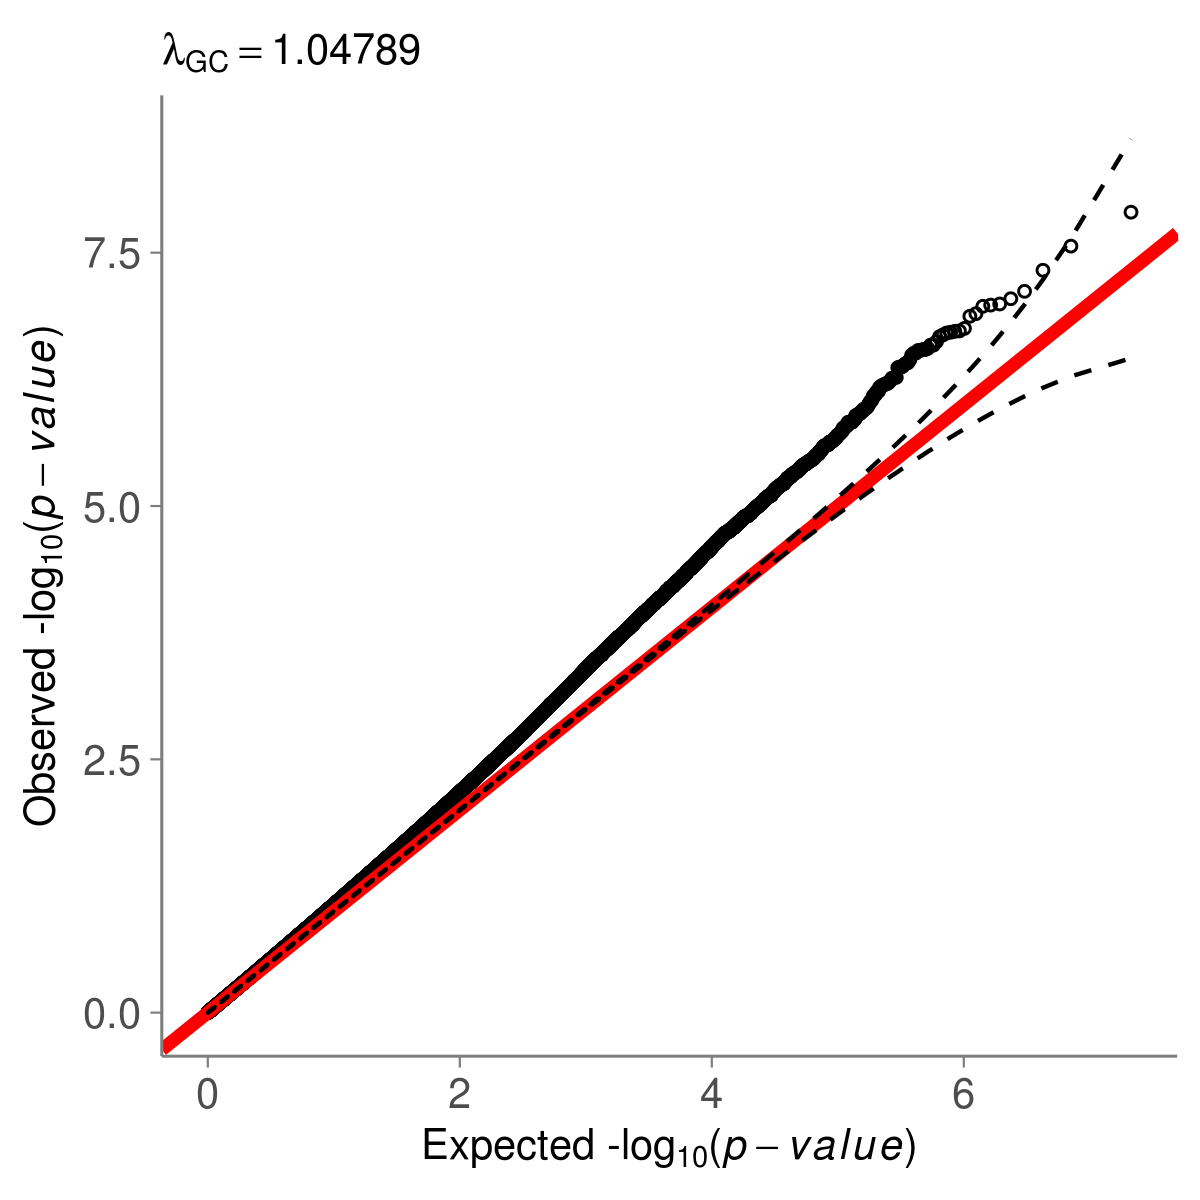 λGC = 1.04789
Observed -log10(p − value)
7.5
5.0
2.5
0.0
0 2 4 6
Expected -log10(p − value)